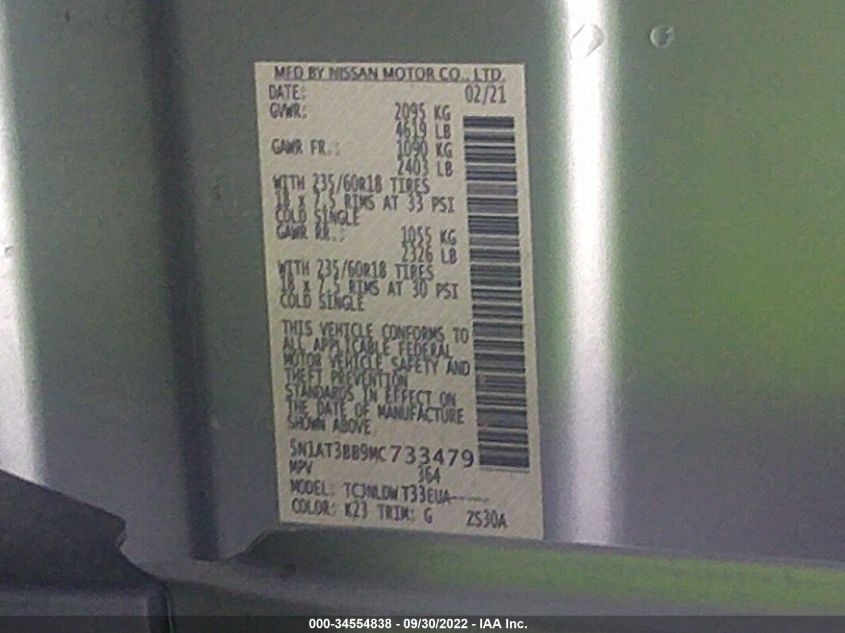 MFD BY NISSAN MOTOR CO., LTD.
DATE: 02/21
GVWR: 2095 KG
4619 LB
GAWR FR.: 1090 KG
2403 LB
WITH 235/60R18 TIRES
18 x 7.5 RIMS AT 33 PSI
COLD SINGLE
GAWR RR.: 1055 KG
2326 LB
WITH 235/60R18 TIRES
18 x 7.5 RIMS AT 30 PSI
COLD SINGLE
THIS VEHICLE CONFORMS TO
ALL APPLICABLE FEDERAL
MOTOR VEHICLE SAFETY AND
THEFT PREVENTION
STANDARDS IN EFFECT ON
THE DATE OF MANUFACTURE
SHOWN ABOVE.
5N1AT3BB9MC733479
MPV 364
MODEL: TCJNLDW T33EUA-------
COLOR: K23 TRIM: G 2S30A
000-34554838 - 09/30/2022 - IAA Inc.